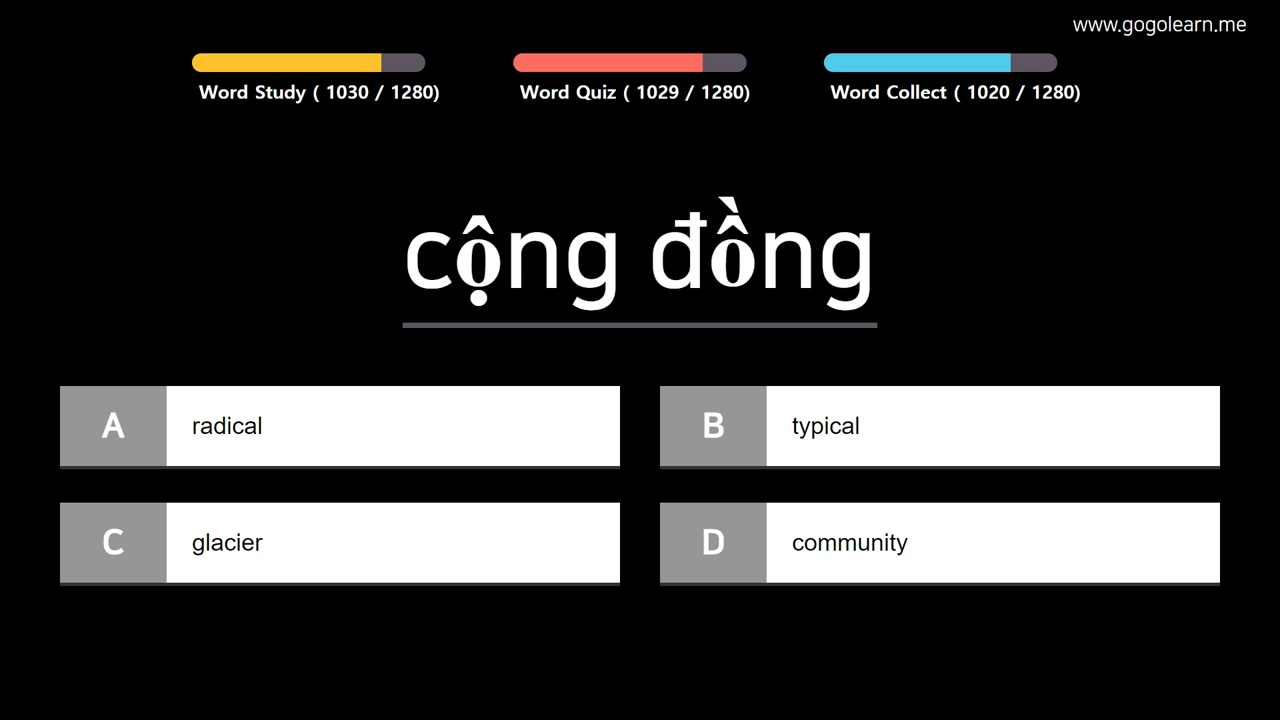 www.gogolearn.me
Word Study ( 1030 / 1280)
Word Quiz ( 1029 / 1280)
Word Collect ( 1020 / 1280)
cộng đồng
A radical
B typical
C glacier
D community